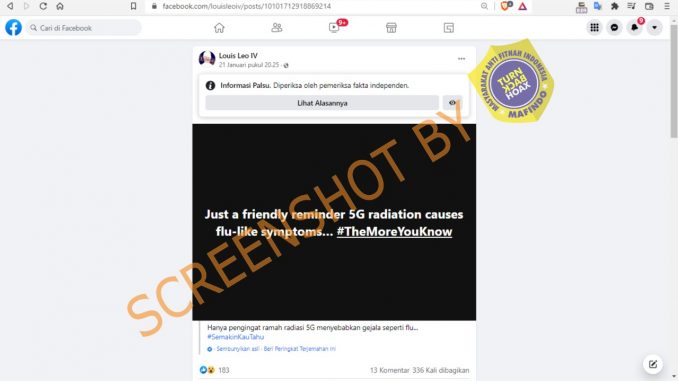 facebook.com/louisleoiv/posts/10101712918869214
Cari di Facebook
9+
9
Louis Leo IV
21 Januari pukul 20.25
Informasi Palsu. Diperiksa oleh pemeriksa fakta independen.
Lihat Alasannya
MASYARAKAT ANTI FITNAH INDONESIA
TURN BACK HOAX
MAFINDO
SCREENSHOT BY
Just a friendly reminder 5G radiation causes
flu-like symptoms... #TheMoreYouKnow
Hanya pengingat ramah radiasi 5G menyebabkan gejala seperti flu...
#SemakinKauTahu
Sembunyikan asli · Beri Peringkat Terjemahan Ini
183
13 Komentar 336 Kali dibagikan